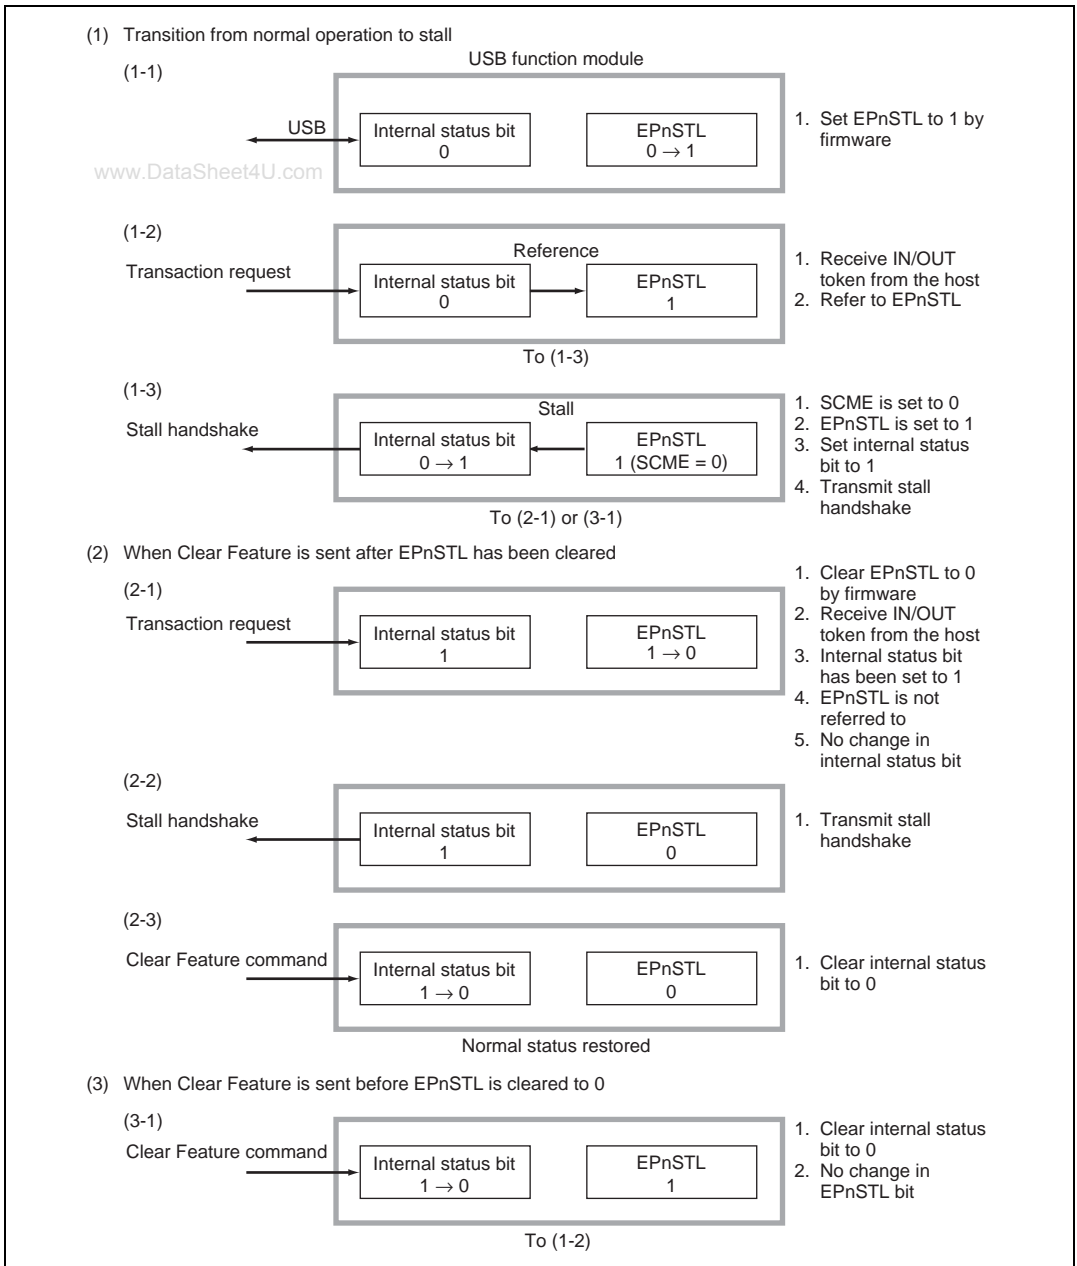 (1) Transition from normal operation to stall
(1-1)
USB function module
USB
Internal status bit
0
EPnSTL
0 → 1
1. Set EPnSTL to 1 by
firmware
www.DataSheet4U.com
(1-2)
Transaction request
Reference
Internal status bit
0
EPnSTL
1
1. Receive IN/OUT
token from the host
2. Refer to EPnSTL
To (1-3)
(1-3)
Stall handshake
Stall
Internal status bit
0 → 1
EPnSTL
1 (SCME = 0)
1. SCME is set to 0
2. EPnSTL is set to 1
3. Set internal status
bit to 1
4. Transmit stall
handshake
To (2-1) or (3-1)
(2) When Clear Feature is sent after EPnSTL has been cleared
(2-1)
Transaction request
Internal status bit
1
EPnSTL
1 → 0
1. Clear EPnSTL to 0
by firmware
2. Receive IN/OUT
token from the host
3. Internal status bit
has been set to 1
4. EPnSTL is not
referred to
5. No change in
internal status bit
(2-2)
Stall handshake
Internal status bit
1
EPnSTL
0
1. Transmit stall
handshake
(2-3)
Clear Feature command
Internal status bit
1 → 0
EPnSTL
0
1. Clear internal status
bit to 0
Normal status restored
(3) When Clear Feature is sent before EPnSTL is cleared to 0
(3-1)
Clear Feature command
Internal status bit
1 → 0
EPnSTL
1
1. Clear internal status
bit to 0
2. No change in
EPnSTL bit
To (1-2)